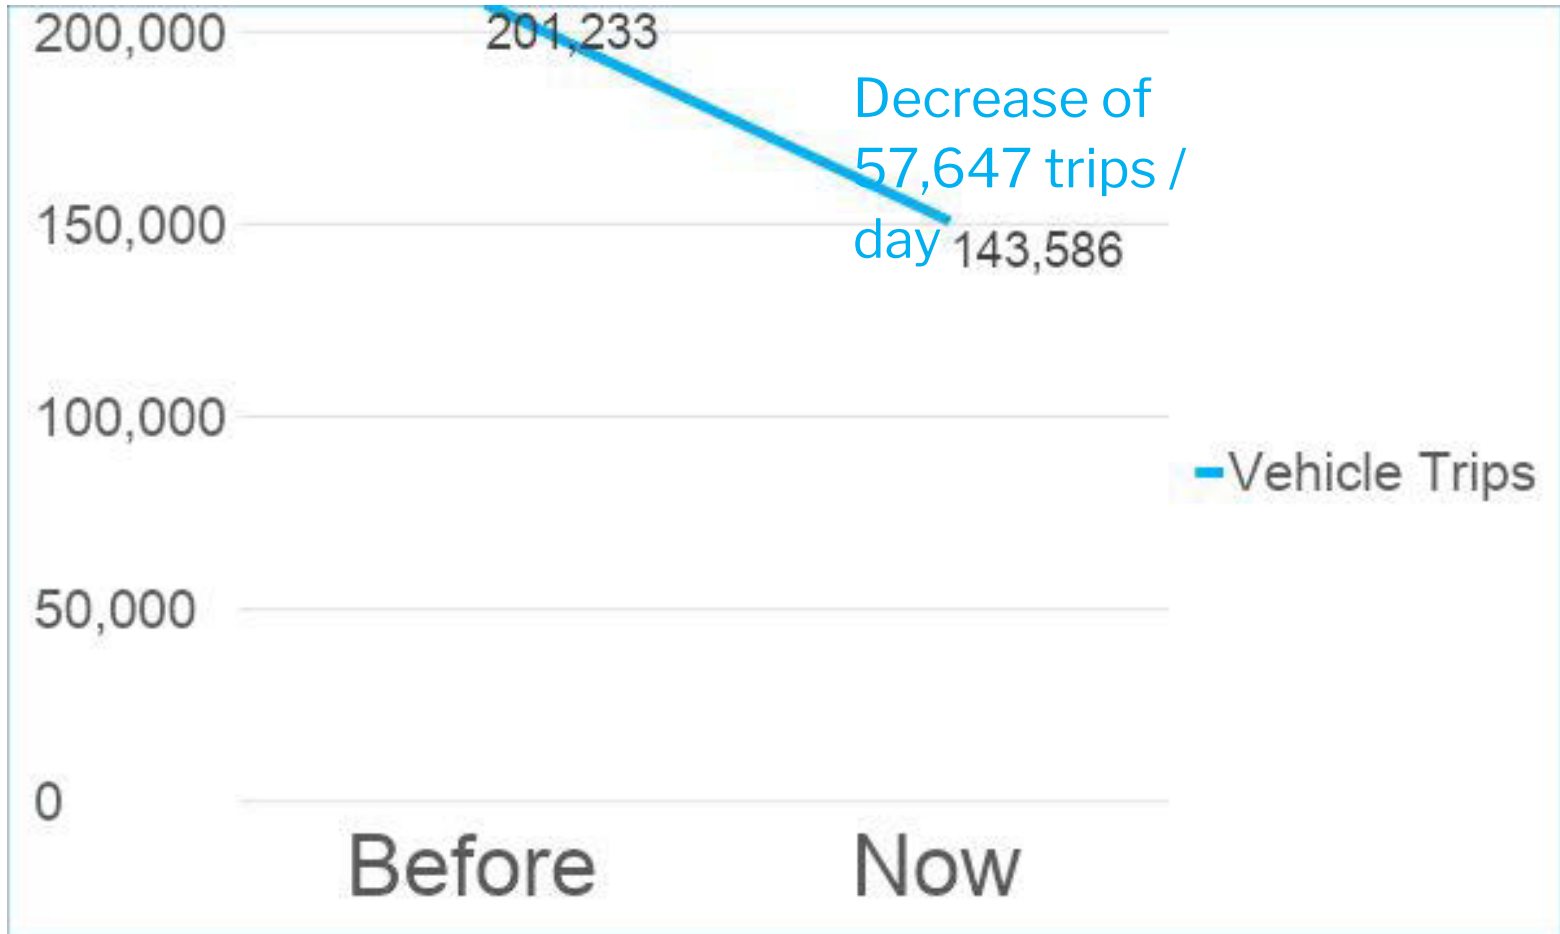 200,000
201,233
Decrease of
57,647 trips /
day
150,000
143,586
100,000
Vehicle Trips
50,000
0
Before
Now